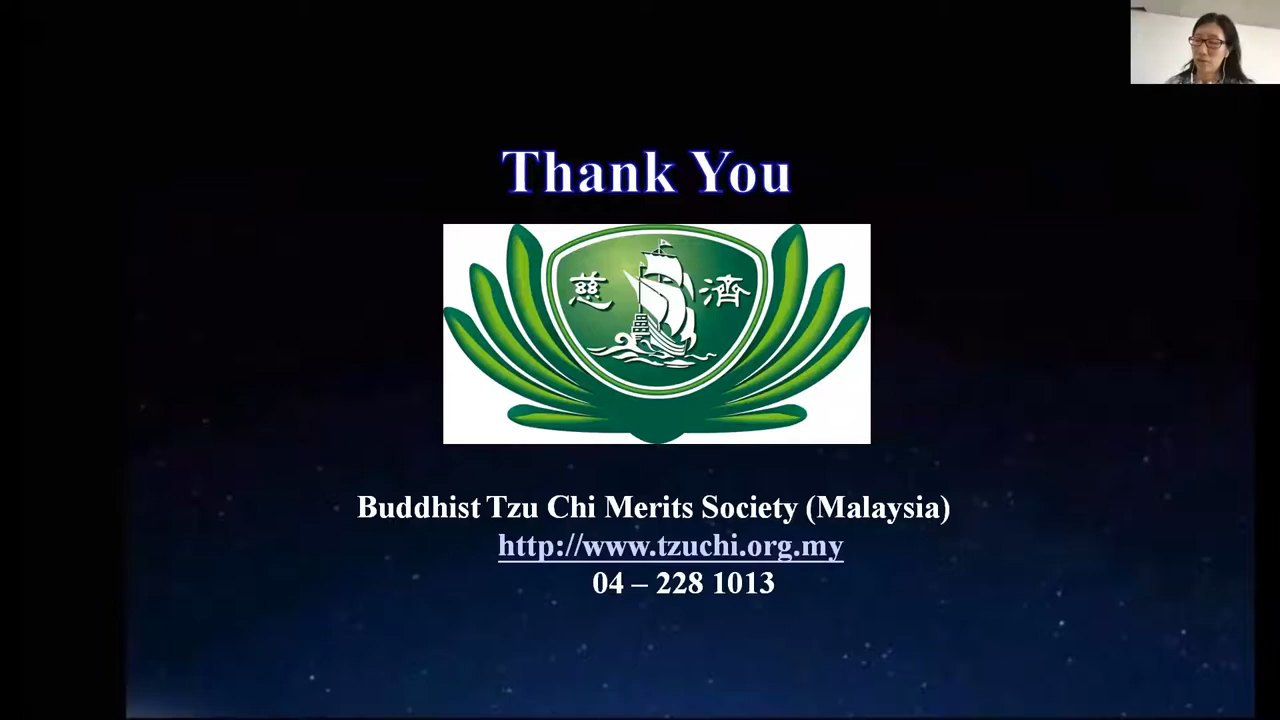 Thank You
慈 濟
Buddhist Tzu Chi Merits Society (Malaysia)
http://www.tzuchi.org.my
04 – 228 1013